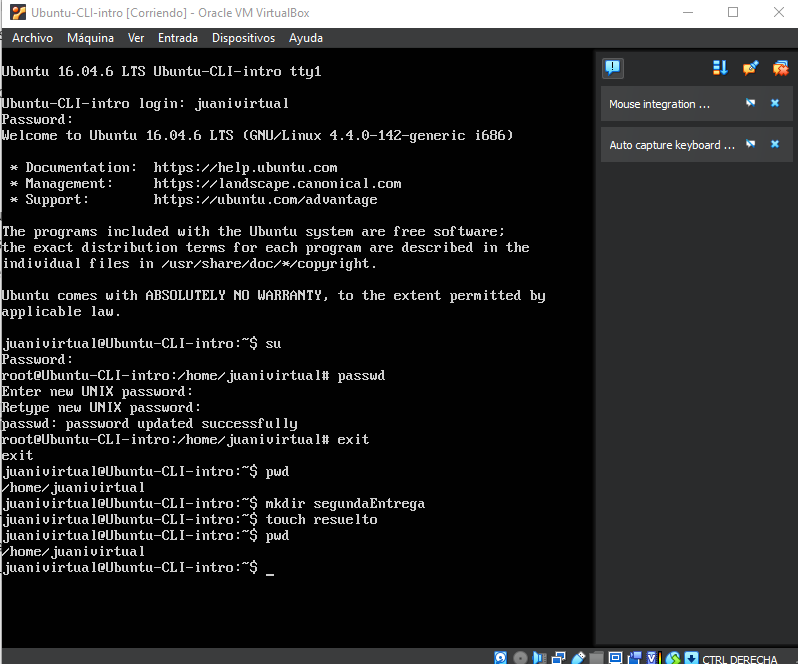 Ubuntu-CLI-intro [Corriendo] - Oracle VM VirtualBox
Archivo Máquina Ver Entrada Dispositivos Ayuda
Ubuntu 16.04.6 LTS Ubuntu-CLI-intro tty1
Ubuntu-CLI-intro login: juanivirtual
Password:
Welcome to Ubuntu 16.04.6 LTS (GNU/Linux 4.4.0-142-generic i686)
* Documentation:  https://help.ubuntu.com
* Management:     https://landscape.canonical.com
* Support:        https://ubuntu.com/advantage
The programs included with the Ubuntu system are free software;
the exact distribution terms for each program are described in the
individual files in /usr/share/doc/*/copyright.
Ubuntu comes with ABSOLUTELY NO WARRANTY, to the extent permitted by
applicable law.
juanivirtual@Ubuntu-CLI-intro:~$ su
Password:
root@Ubuntu-CLI-intro:/home/juanivirtual# passwd
Enter new UNIX password:
Retype new UNIX password:
passwd: password updated successfully
root@Ubuntu-CLI-intro:/home/juanivirtual# exit
exit
juanivirtual@Ubuntu-CLI-intro:~$ pwd
/home/juanivirtual
juanivirtual@Ubuntu-CLI-intro:~$ mkdir segundaEntrega
juanivirtual@Ubuntu-CLI-intro:~$ touch resuelto
juanivirtual@Ubuntu-CLI-intro:~$ pwd
/home/juanivirtual
juanivirtual@Ubuntu-CLI-intro:~$ _
Mouse integration ...
Auto capture keyboard ...
CTRL DERECHA